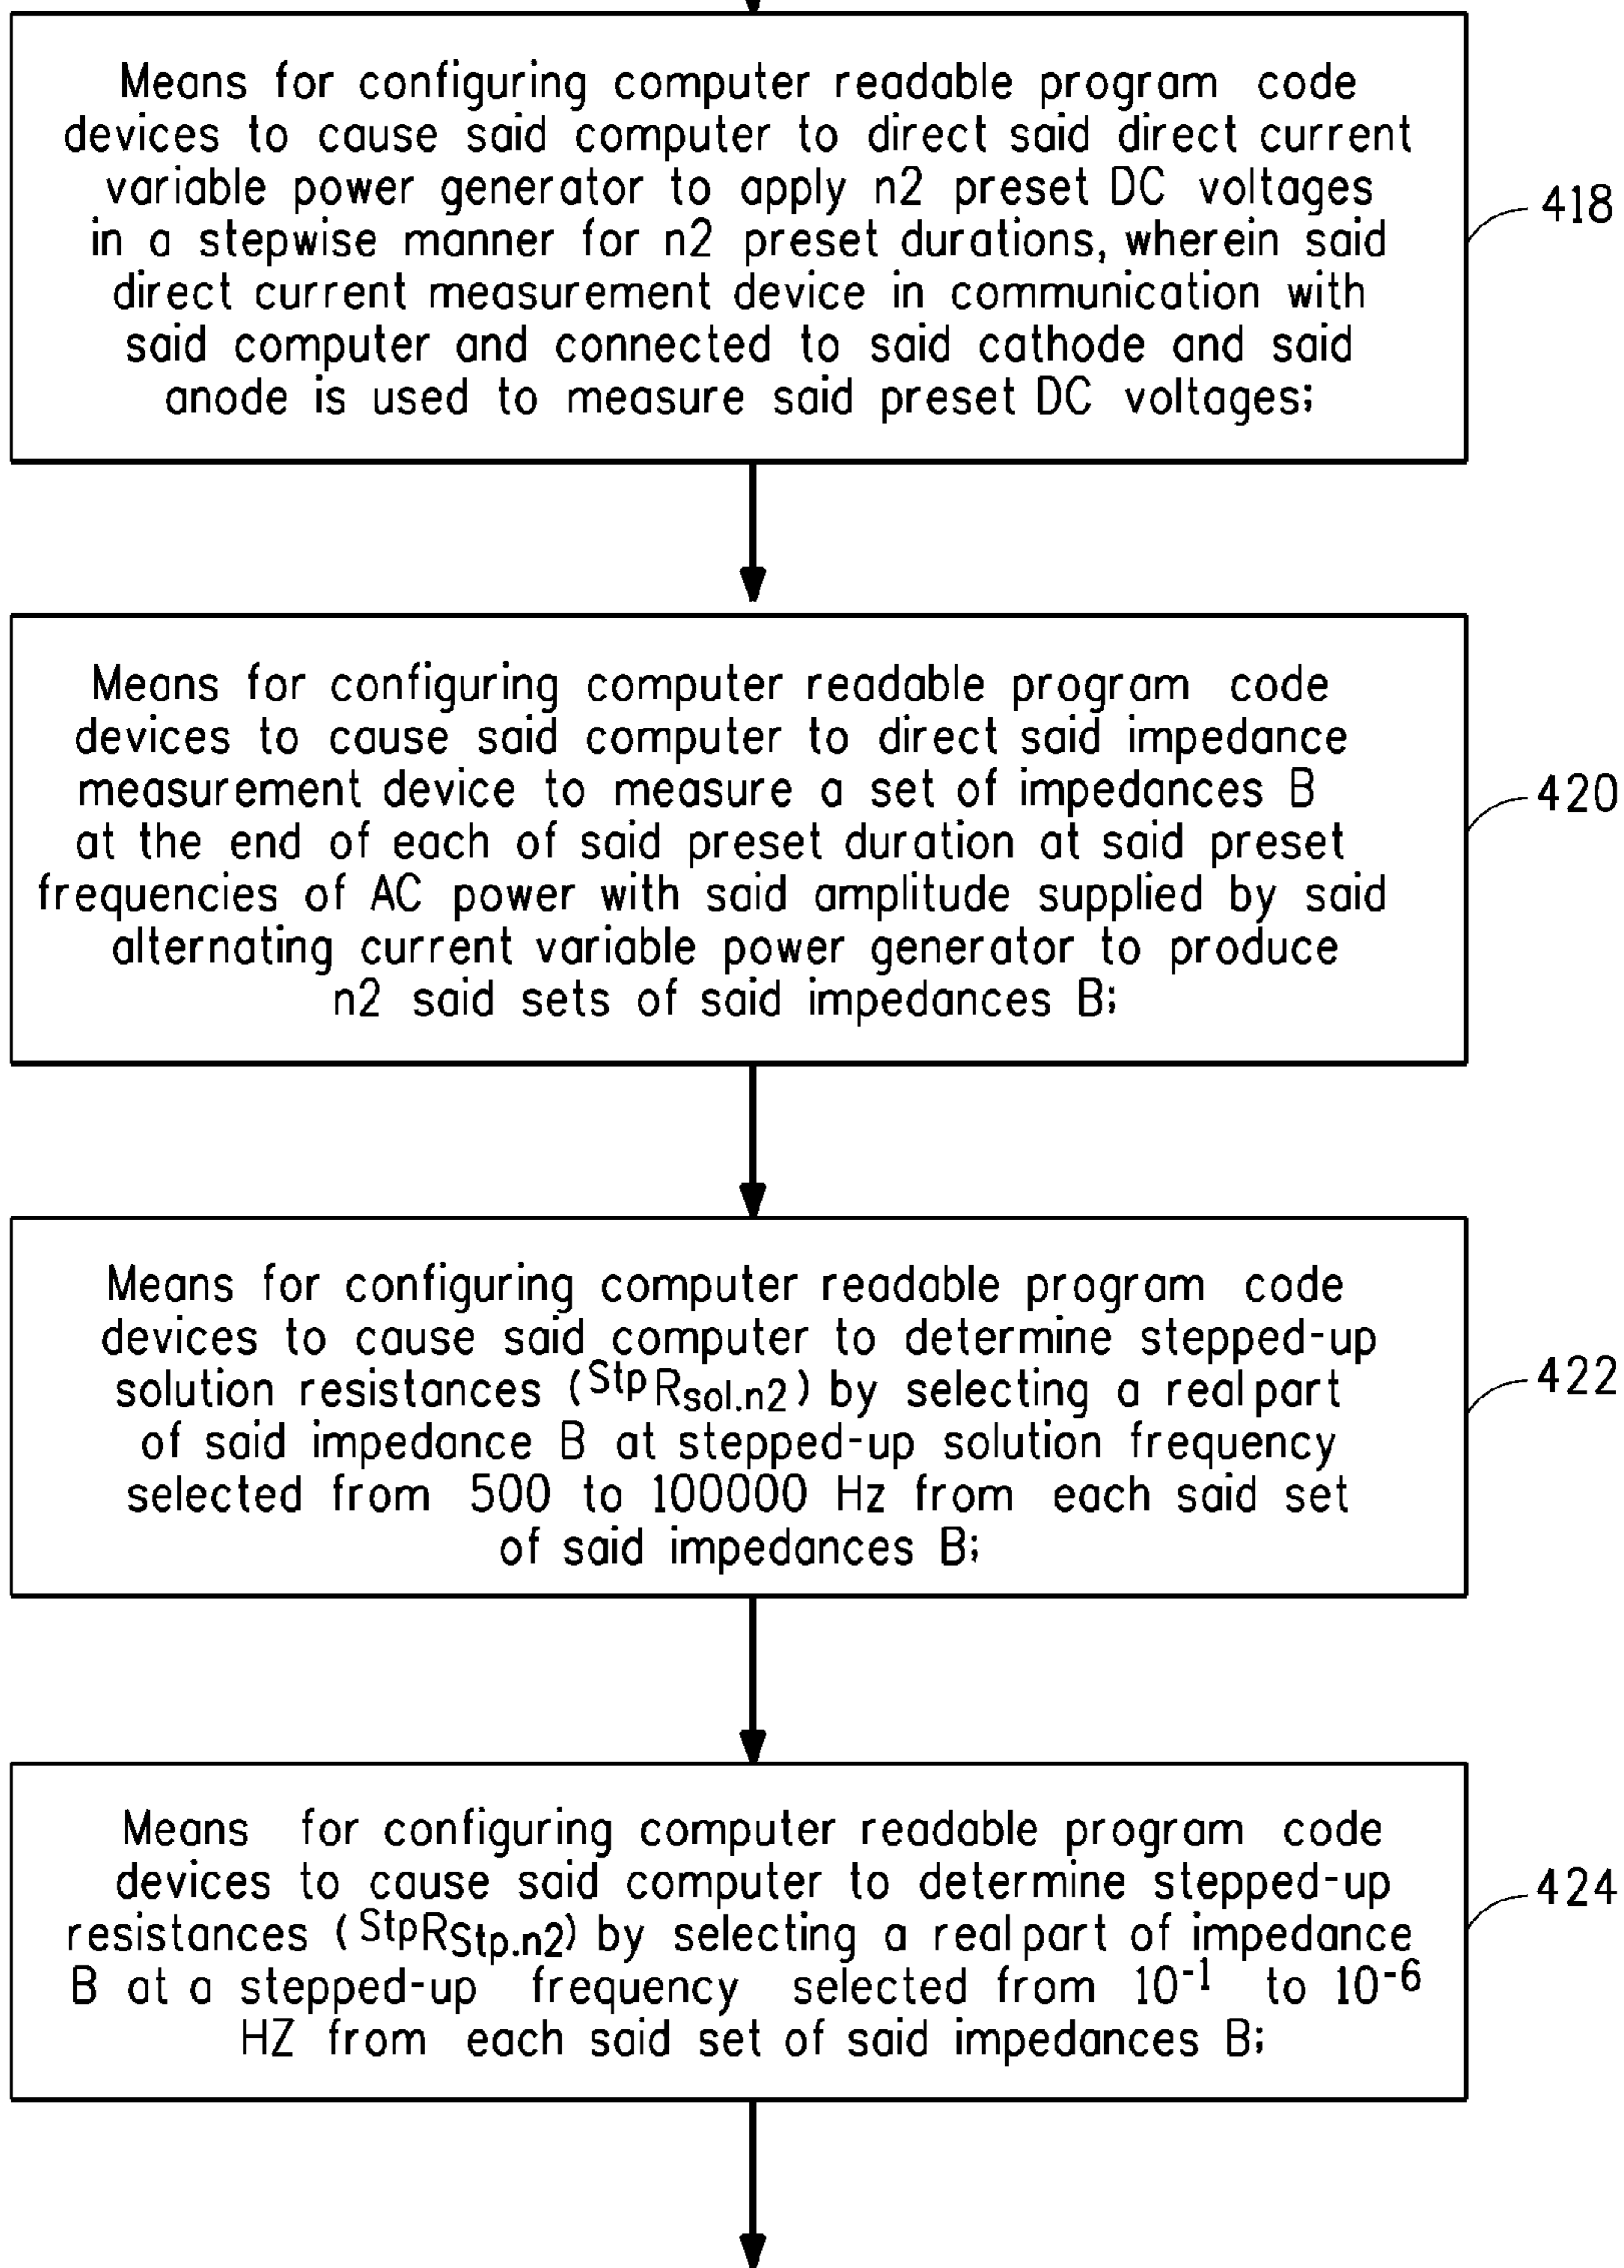 Means for configuring computer readable program code
devices to cause said computer to direct said direct current
variable power generator to apply n2 preset DC voltages
in a stepwise manner for n2 preset durations, wherein said
direct current measurement device in communication with
said computer and connected to said cathode and said
anode is used to measure said preset DC voltages;
418
Means for configuring computer readable program code
devices to cause said computer to direct said impedance
measurement device to measure a set of impedances B
at the end of each of said preset duration at said preset
frequencies of AC power with said amplitude supplied by said
alternating current variable power generator to produce
n2 said sets of said impedances B;
420
Means for configuring computer readable program code
devices to cause said computer to determine stepped-up
solution resistances (ᔆᵗᵖRsol.n2) by selecting a real part
of said impedance B at stepped-up solution frequency
selected from 500 to 100000 Hz from each said set
of said impedances B;
422
Means for configuring computer readable program code
devices to cause said computer to determine stepped-up
resistances (ᔆᵗᵖRStp.n2) by selecting a real part of impedance
B at a stepped-up frequency selected from 10⁻¹ to 10⁻⁶
HZ from each said set of said impedances B;
424